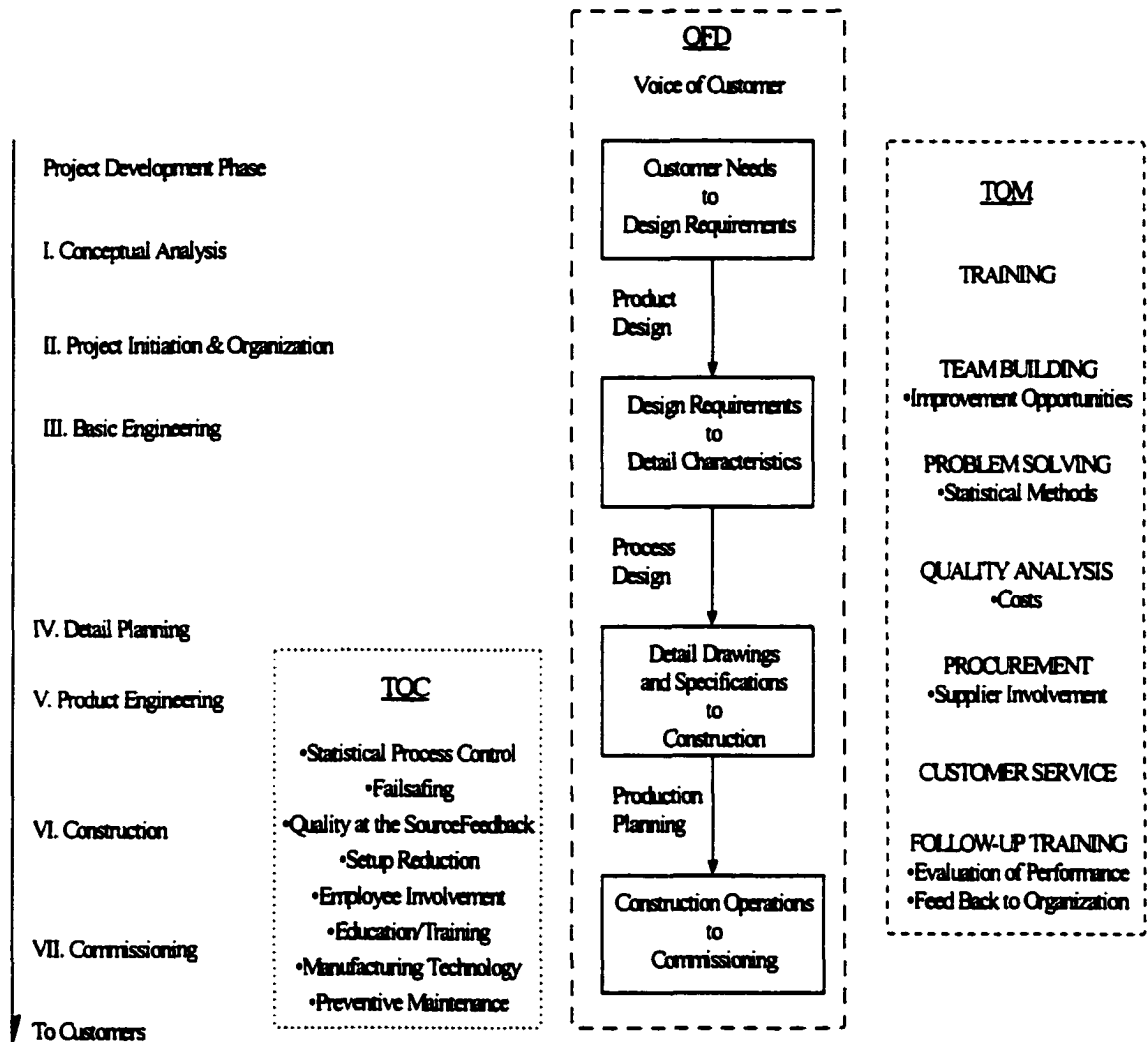 QFD
Voice of Customer
Project Development Phase
I. Conceptual Analysis
II. Project Initiation & Organization
III. Basic Engineering
IV. Detail Planning
V. Product Engineering
VI. Construction
VII. Commissioning
To Customers
TQC
•Statistical Process Control
•Failsafing
•Quality at the SourceFeedback
•Setup Reduction
•Employee Involvement
•Education/Training
•Manufacturing Technology
•Preventive Maintenance
Customer Needs
to
Design Requirements
Product
Design
Design Requirements
to
Detail Characteristics
Process
Design
Detail Drawings
and Specifications
to
Construction
Production
Planning
Construction Operations
to
Commissioning
TQM
TRAINING
TEAM BUILDING
•Improvement Opportunities
PROBLEM SOLVING
•Statistical Methods
QUALITY ANALYSIS
•Costs
PROCUREMENT
•Supplier Involvement
CUSTOMER SERVICE
FOLLOW-UP TRAINING
•Evaluation of Performance
•Feed Back to Organization